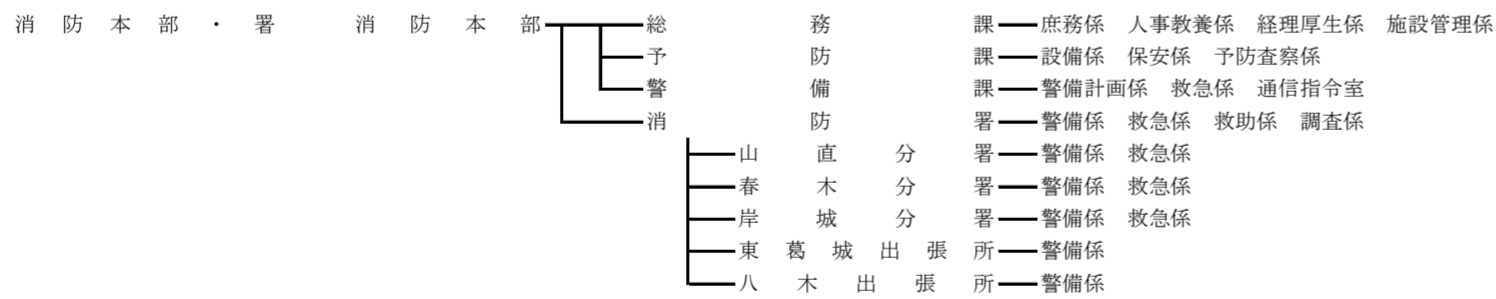 消防本部・署 消防本部 総務課 庶務係 人事教養係 経理厚生係 施設管理係
予防課 設備係 保安係 予防査察係
警備課 警備計画係 救急係 通信指令室
消防署 警備係 救急係 救助係 調査係
山直分署 警備係 救急係
春木分署 警備係 救急係
岸城分署 警備係 救急係
東葛城出張所 警備係
八木出張所 警備係